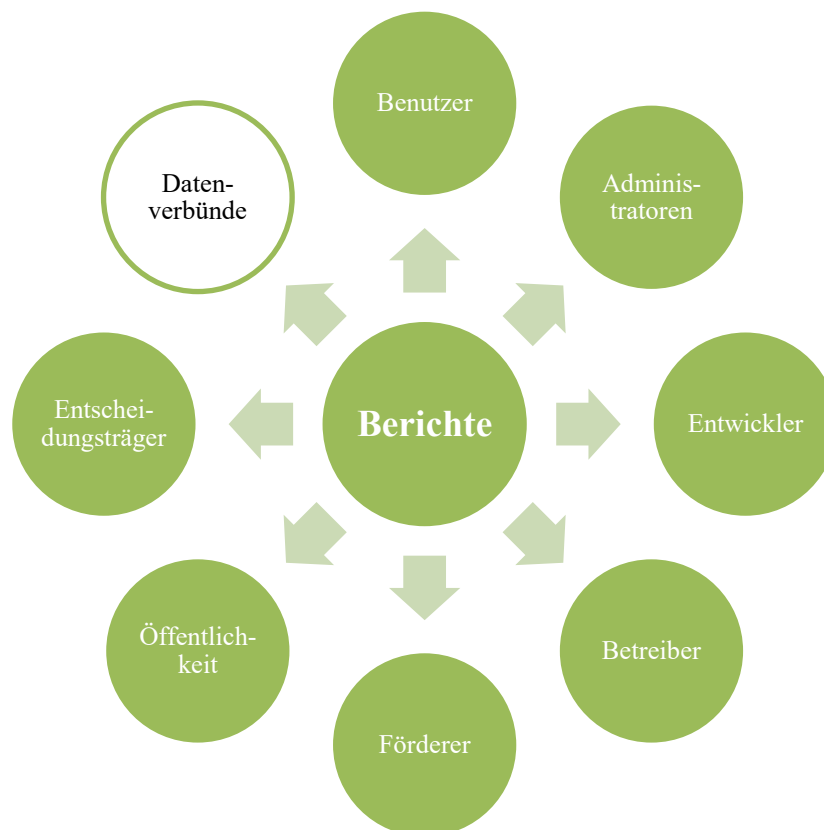 Benutzer
Daten-
verbünde
Adminis-
tratoren
Entschei-
dungsträger
Berichte
Entwickler
Öffentlich-
keit
Betreiber
Förderer